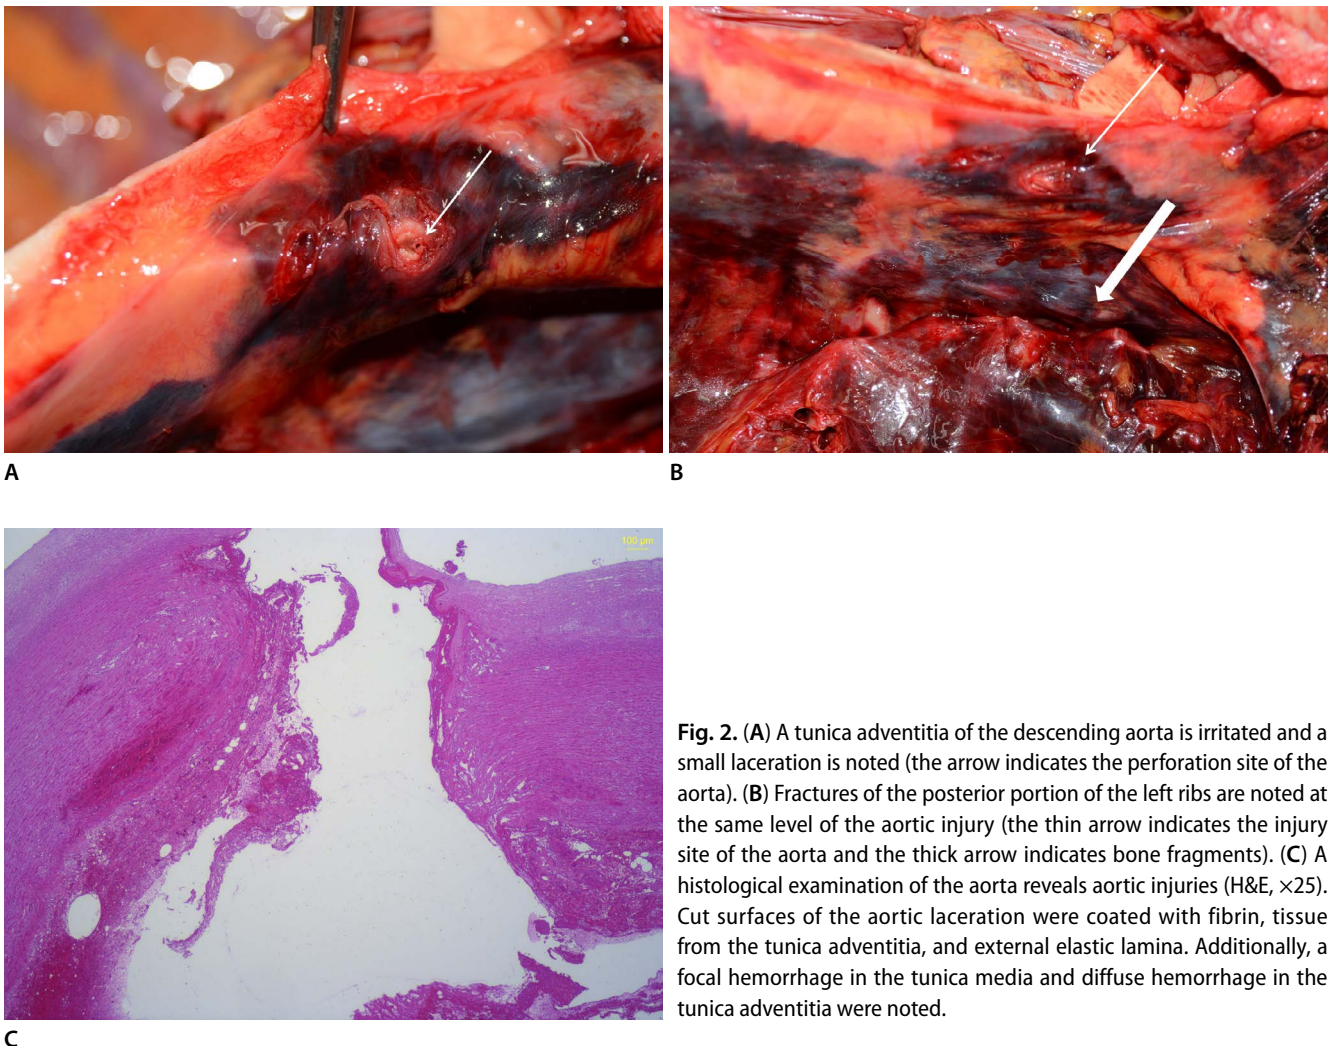 A
B
100 µm
Fig. 2. (A) A tunica adventitia of the descending aorta is irritated and a
small laceration is noted (the arrow indicates the perforation site of the
aorta). (B) Fractures of the posterior portion of the left ribs are noted at
the same level of the aortic injury (the thin arrow indicates the injury
site of the aorta and the thick arrow indicates bone fragments). (C) A
histological examination of the aorta reveals aortic injuries (H&E, ×25).
Cut surfaces of the aortic laceration were coated with fibrin, tissue
from the tunica adventitia, and external elastic lamina. Additionally, a
focal hemorrhage in the tunica media and diffuse hemorrhage in the
tunica adventitia were noted.
C